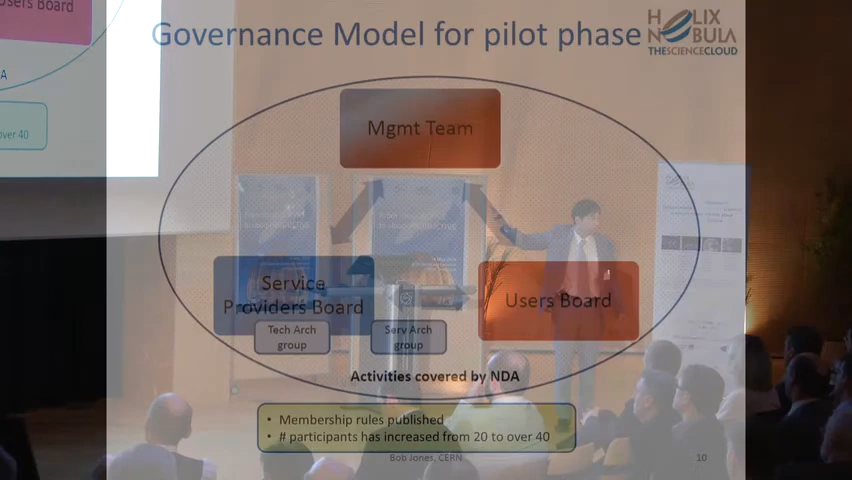 Users Board
A
over 40
Governance Model for pilot phase
HELIX
NEBULA
THESCIENCECLOUD
Mgmt Team
Service
Providers Board
Users Board
Tech Arch
group
Serv Arch
group
Activities covered by NDA
• Membership rules published
• # participants has increased from 20 to over 40
Bob Jones, CERN
10